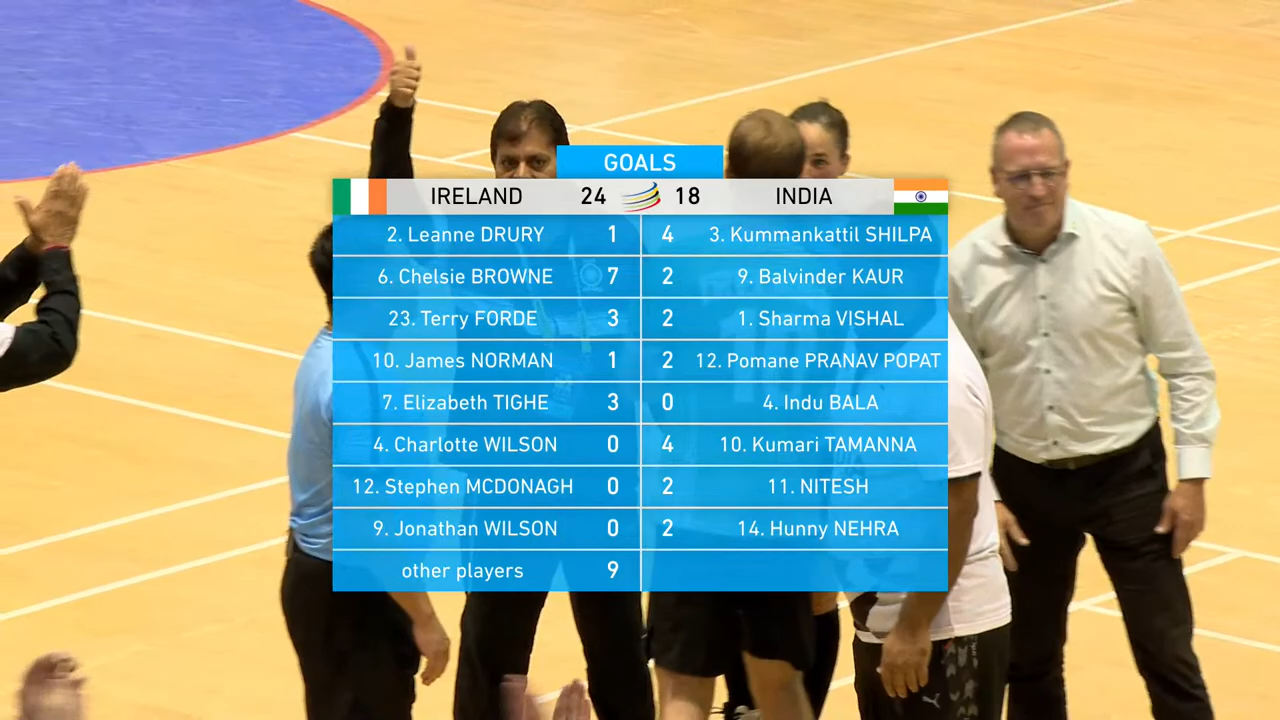 GOALS
IRELAND 24 18 INDIA
2. Leanne DRURY 1 4 3. Kummankattil SHILPA
6. Chelsie BROWNE 7 2 9. Balvinder KAUR
23. Terry FORDE 3 2 1. Sharma VISHAL
10. James NORMAN 1 2 12. Pomane PRANAV POPAT
7. Elizabeth TIGHE 3 0 4. Indu BALA
4. Charlotte WILSON 0 4 10. Kumari TAMANNA
12. Stephen MCDONAGH 0 2 11. NITESH
9. Jonathan WILSON 0 2 14. Hunny NEHRA
other players 9